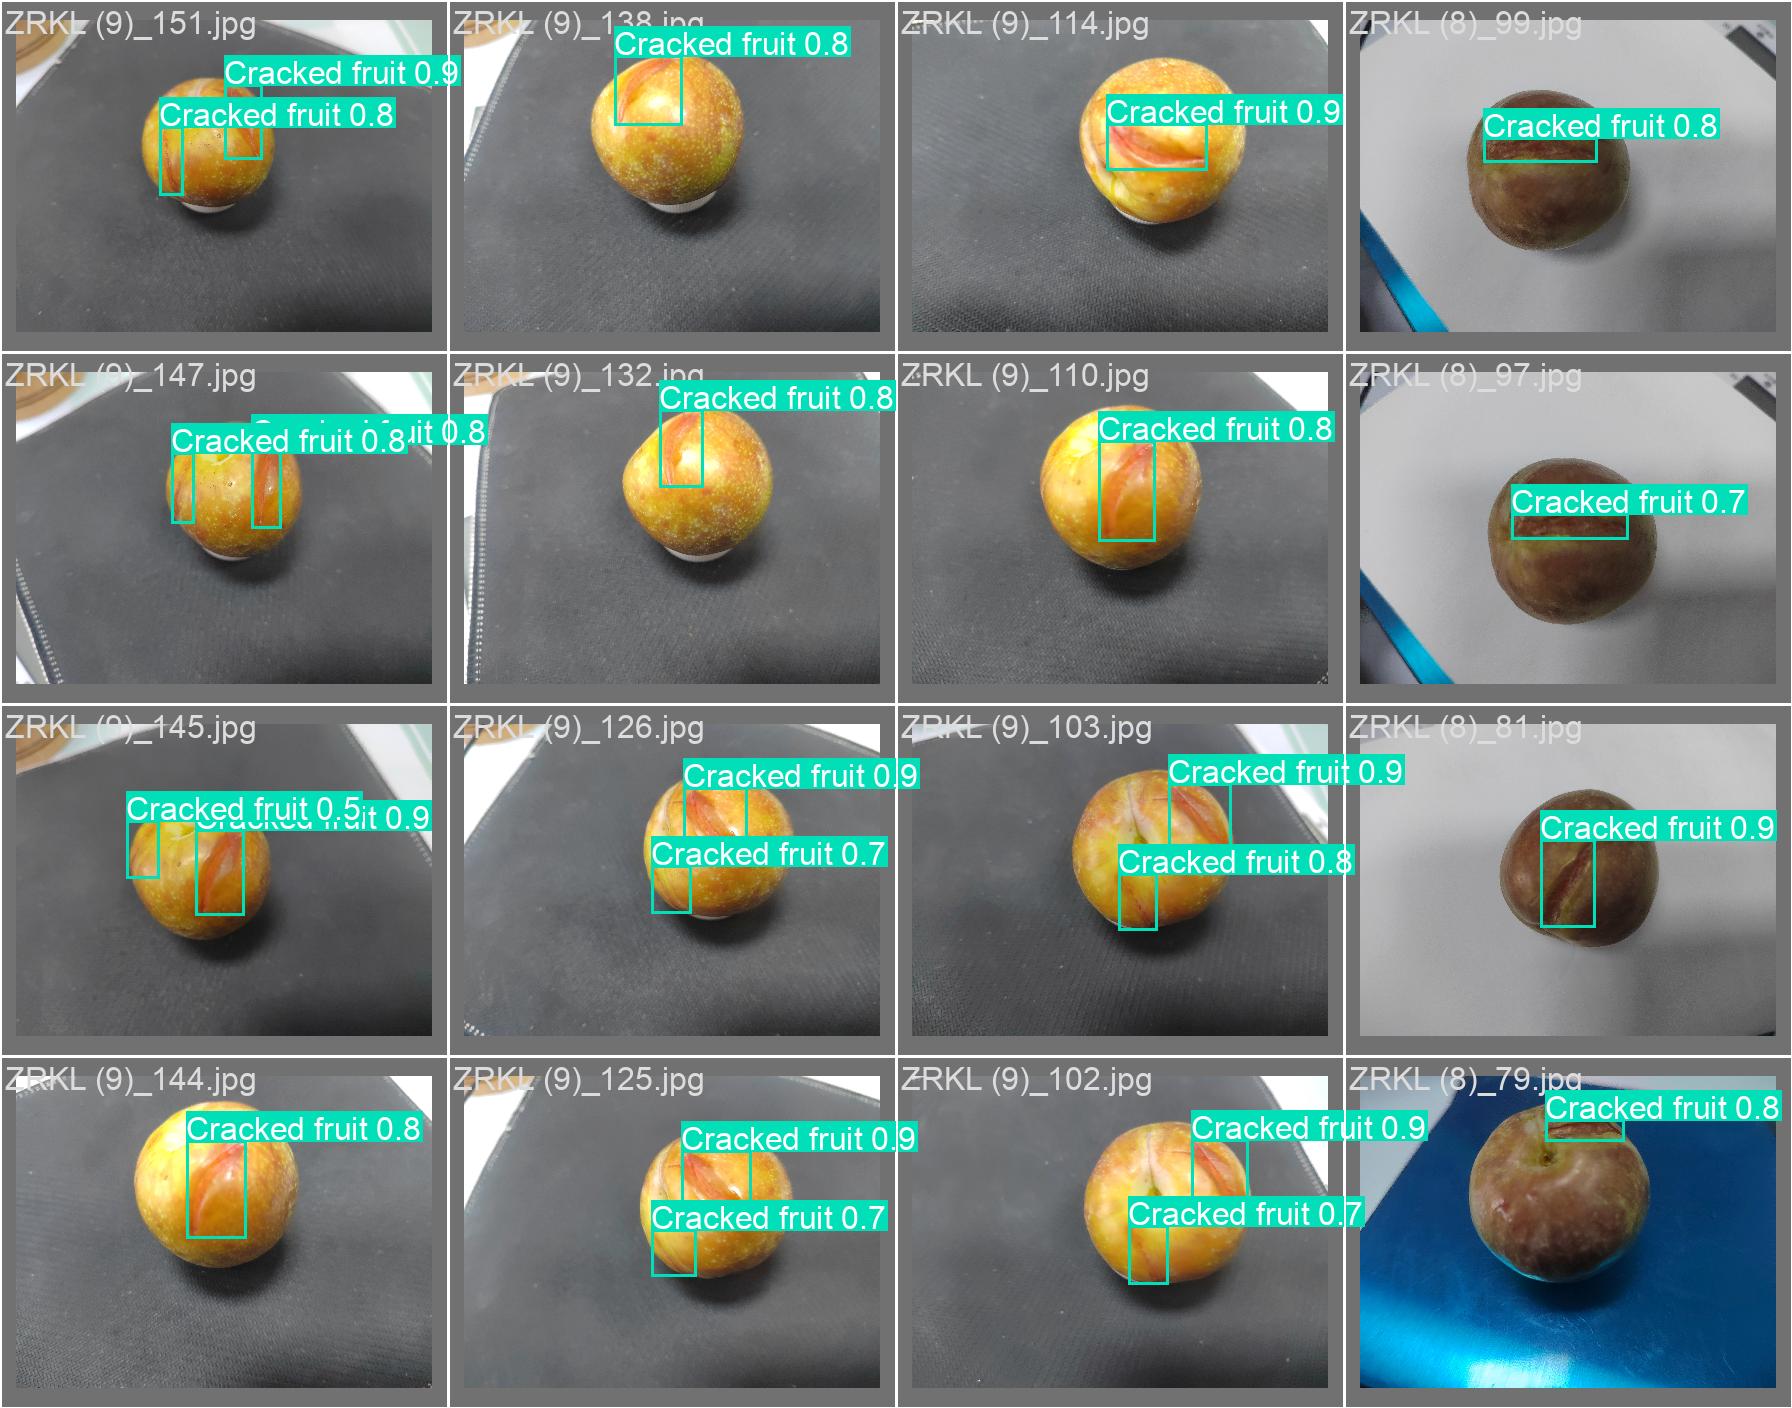 ZRKL (9)_151.jpg
Cracked fruit 0.9
Cracked fruit 0.8
ZRKL (9)_138.jpg
Cracked fruit 0.8
ZRKL (9)_114.jpg
Cracked fruit 0.9
ZRKL (8)_99.jpg
Cracked fruit 0.8
ZRKL (9)_147.jpg
Cracked fruit 0.8
uit 0.8
ZRKL (9)_132.jpg
Cracked fruit 0.8
ZRKL (9)_110.jpg
Cracked fruit 0.8
ZRKL (8)_97.jpg
Cracked fruit 0.7
ZRKL (9)_145.jpg
Cracked fruit 0.5
Cracked fruit 0.9
ZRKL (9)_126.jpg
Cracked fruit 0.9
Cracked fruit 0.7
ZRKL (9)_103.jpg
Cracked fruit 0.9
Cracked fruit 0.8
ZRKL (8)_81.jpg
Cracked fruit 0.9
ZRKL (9)_144.jpg
Cracked fruit 0.8
ZRKL (9)_125.jpg
Cracked fruit 0.9
Cracked fruit 0.7
ZRKL (9)_102.jpg
Cracked fruit 0.9
Cracked fruit 0.7
ZRKL (8)_79.jpg
Cracked fruit 0.8